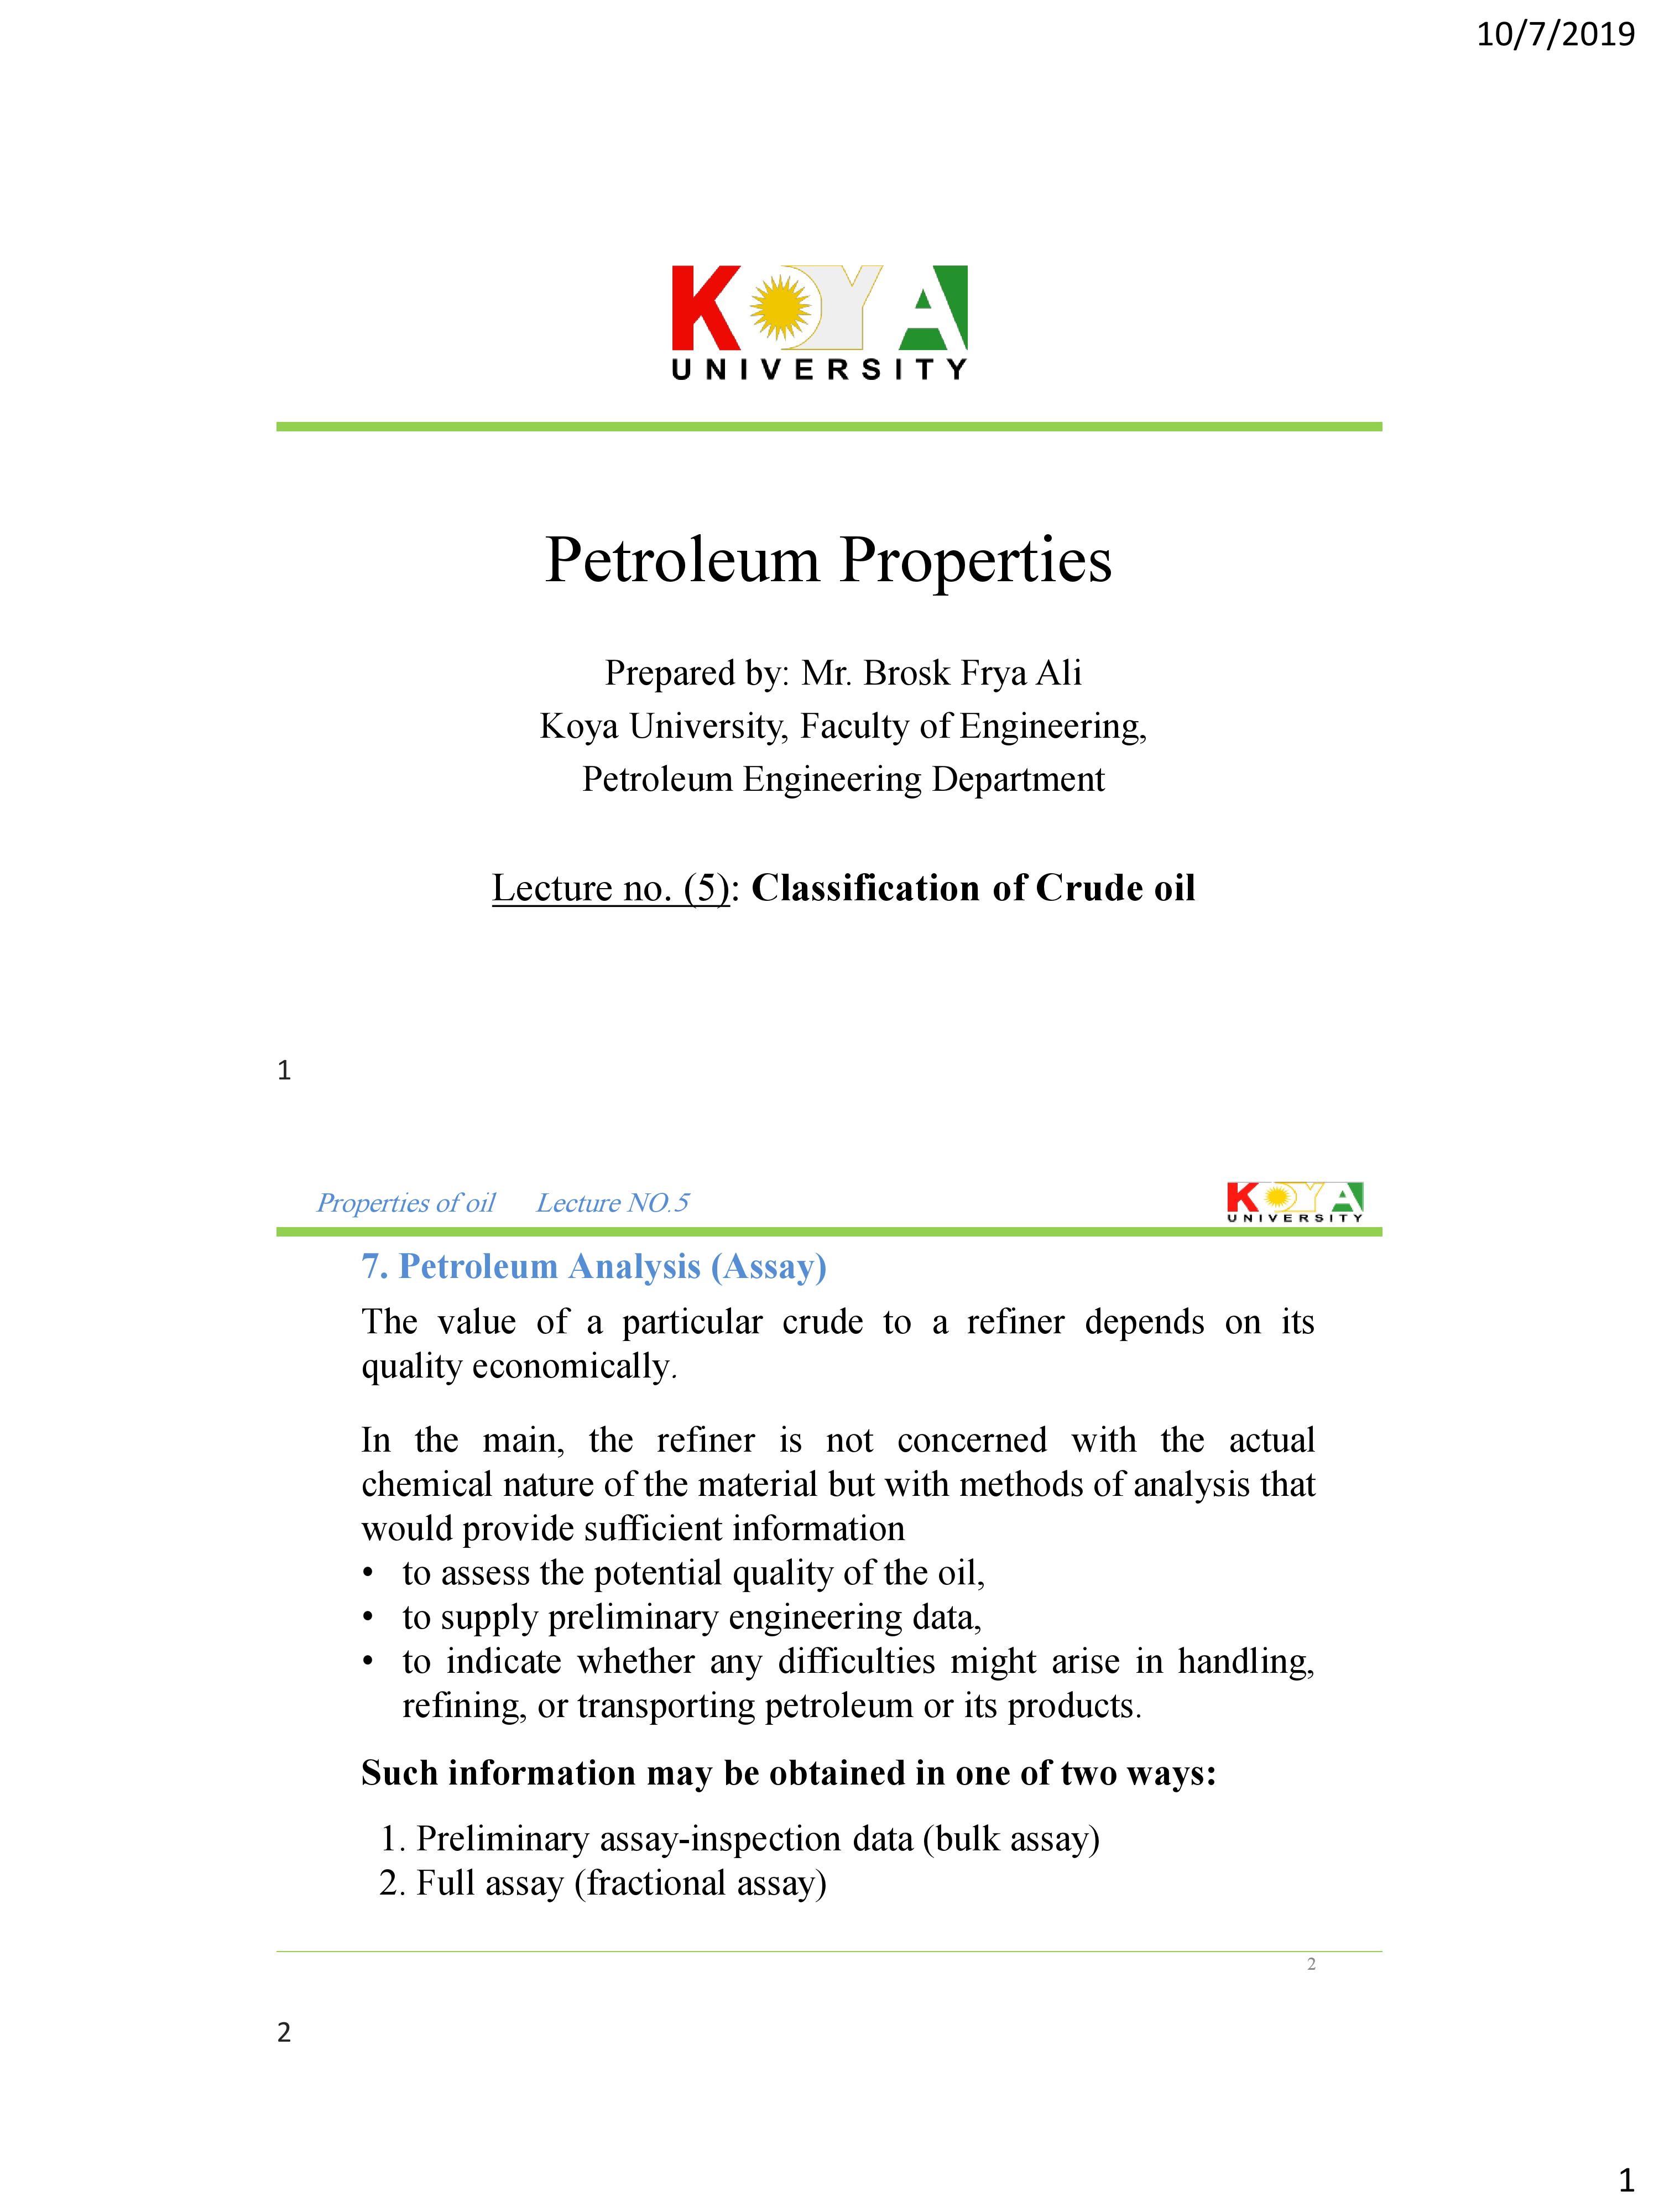 10/7/2019
KOYA
UNIVERSITY
Petroleum Properties
Prepared by: Mr. Brosk Frya Ali
Koya University, Faculty of Engineering,
Petroleum Engineering Department
Lecture no. (5): Classification of Crude oil
1
Properties of oil Lecture NO.5
KOYA
UNIVERSITY
7. Petroleum Analysis (Assay)
The value of a particular crude to a refiner depends on its
quality economically.
In the main, the refiner is not concerned with the actual
chemical nature of the material but with methods of analysis that
would provide sufficient information
• to assess the potential quality of the oil,
• to supply preliminary engineering data,
• to indicate whether any difficulties might arise in handling,
refining, or transporting petroleum or its products.
Such information may be obtained in one of two ways:
1. Preliminary assay-inspection data (bulk assay)
2. Full assay (fractional assay)
2
2
1